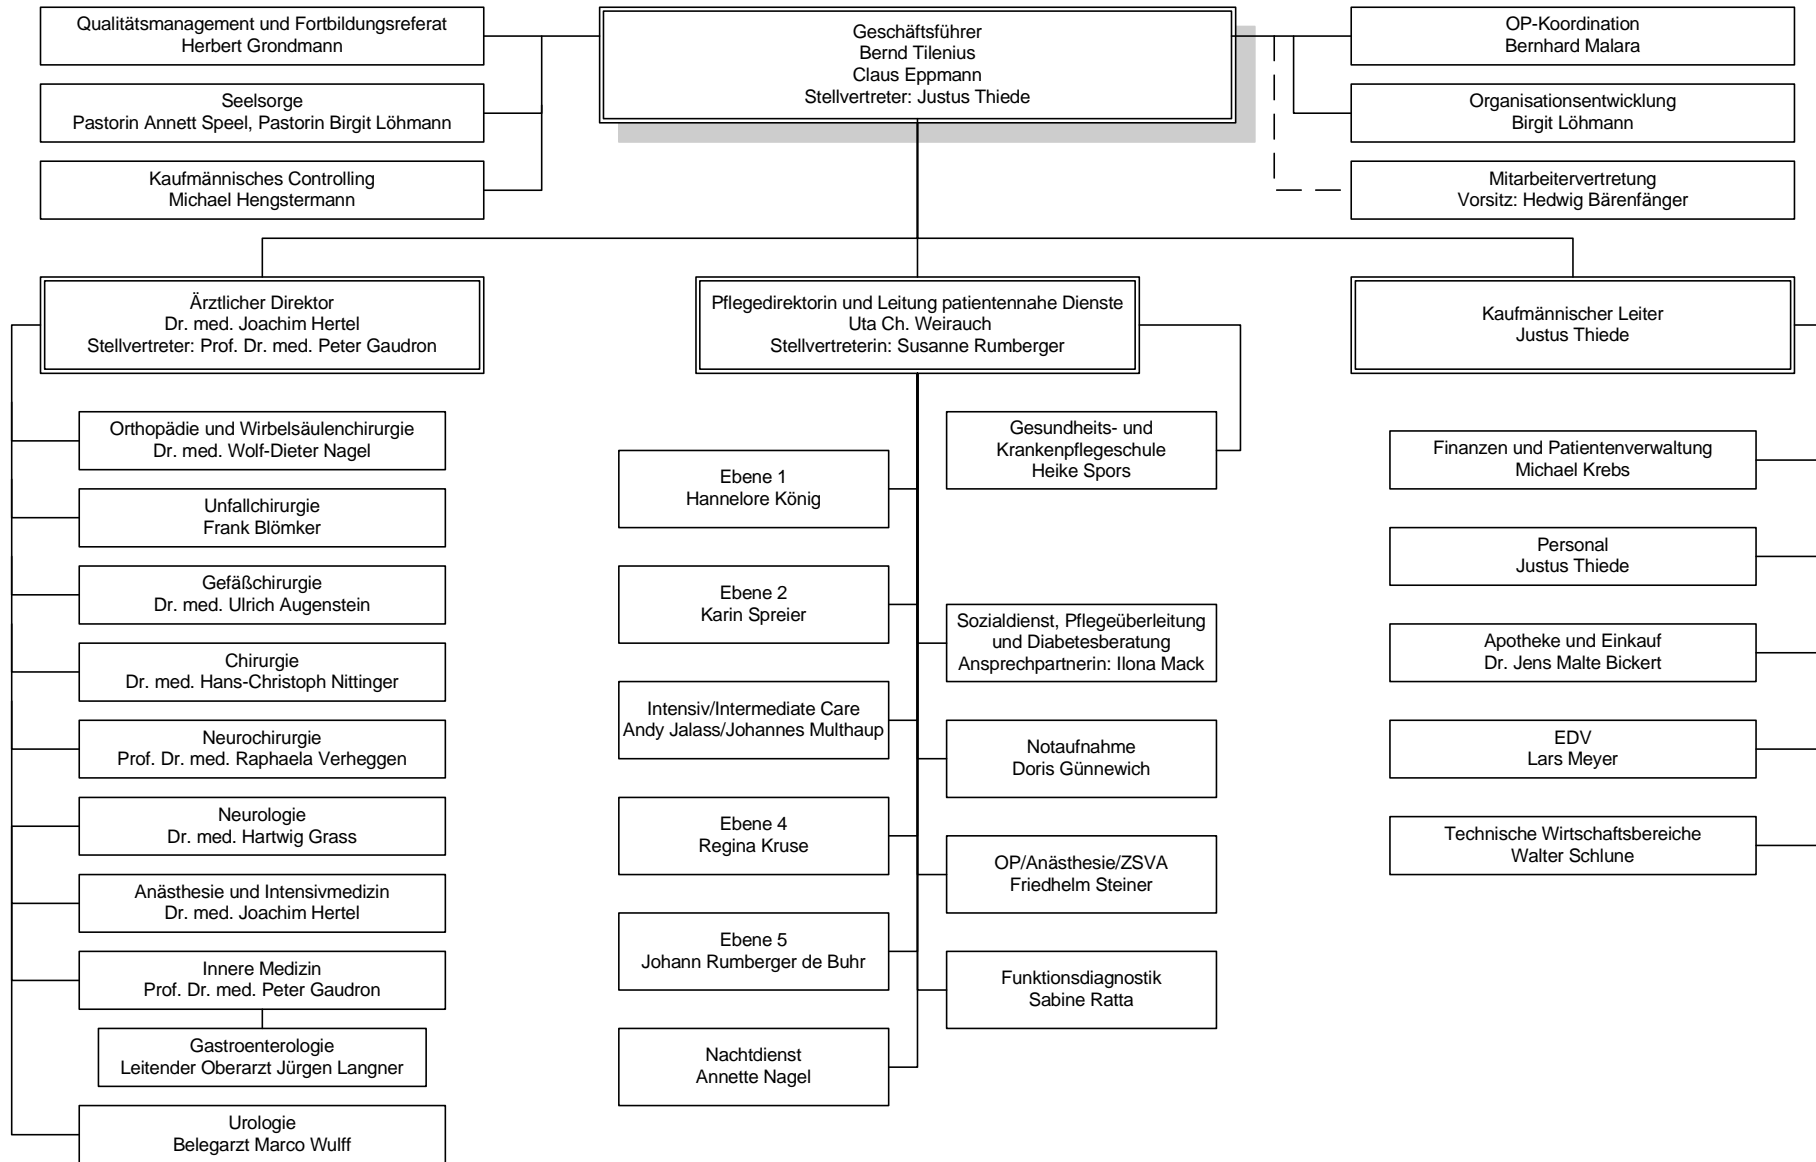 Qualitätsmanagement und Fortbildungsreferat
Herbert Grondmann
Geschäftsführer
Bernd Tilenius
Claus Eppmann
Stellvertreter: Justus Thiede
OP-Koordination
Bernhard Malara
Seelsorge
Pastorin Annett Speel, Pastorin Birgit Löhmann
Organisationsentwicklung
Birgit Löhmann
Kaufmännisches Controlling
Michael Hengstermann
Mitarbeitervertretung
Vorsitz: Hedwig Bärenfänger
Ärztlicher Direktor
Dr. med. Joachim Hertel
Stellvertreter: Prof. Dr. med. Peter Gaudron
Pflegedirektorin und Leitung patientennahe Dienste
Uta Ch. Weirauch
Stellvertreterin: Susanne Rumberger
Kaufmännischer Leiter
Justus Thiede
Orthopädie und Wirbelsäulenchirurgie
Dr. med. Wolf-Dieter Nagel
Unfallchirurgie
Frank Blömker
Gefäßchirurgie
Dr. med. Ulrich Augenstein
Chirurgie
Dr. med. Hans-Christoph Nittinger
Neurochirurgie
Prof. Dr. med. Raphaela Verheggen
Neurologie
Dr. med. Hartwig Grass
Anästhesie und Intensivmedizin
Dr. med. Joachim Hertel
Innere Medizin
Prof. Dr. med. Peter Gaudron
Gastroenterologie
Leitender Oberarzt Jürgen Langner
Urologie
Belegarzt Marco Wulff
Ebene 1
Hannelore König
Ebene 2
Karin Spreier
Intensiv/Intermediate Care
Andy Jalass/Johannes Multhaup
Ebene 4
Regina Kruse
Ebene 5
Johann Rumberger de Buhr
Nachtdienst
Annette Nagel
Gesundheits- und
Krankenpflegeschule
Heike Spors
Sozialdienst, Pflegeüberleitung
und Diabetesberatung
Ansprechpartnerin: Ilona Mack
Notaufnahme
Doris Günnewich
OP/Anästhesie/ZSVA
Friedhelm Steiner
Funktionsdiagnostik
Sabine Ratta
Finanzen und Patientenverwaltung
Michael Krebs
Personal
Justus Thiede
Apotheke und Einkauf
Dr. Jens Malte Bickert
EDV
Lars Meyer
Technische Wirtschaftsbereiche
Walter Schlune